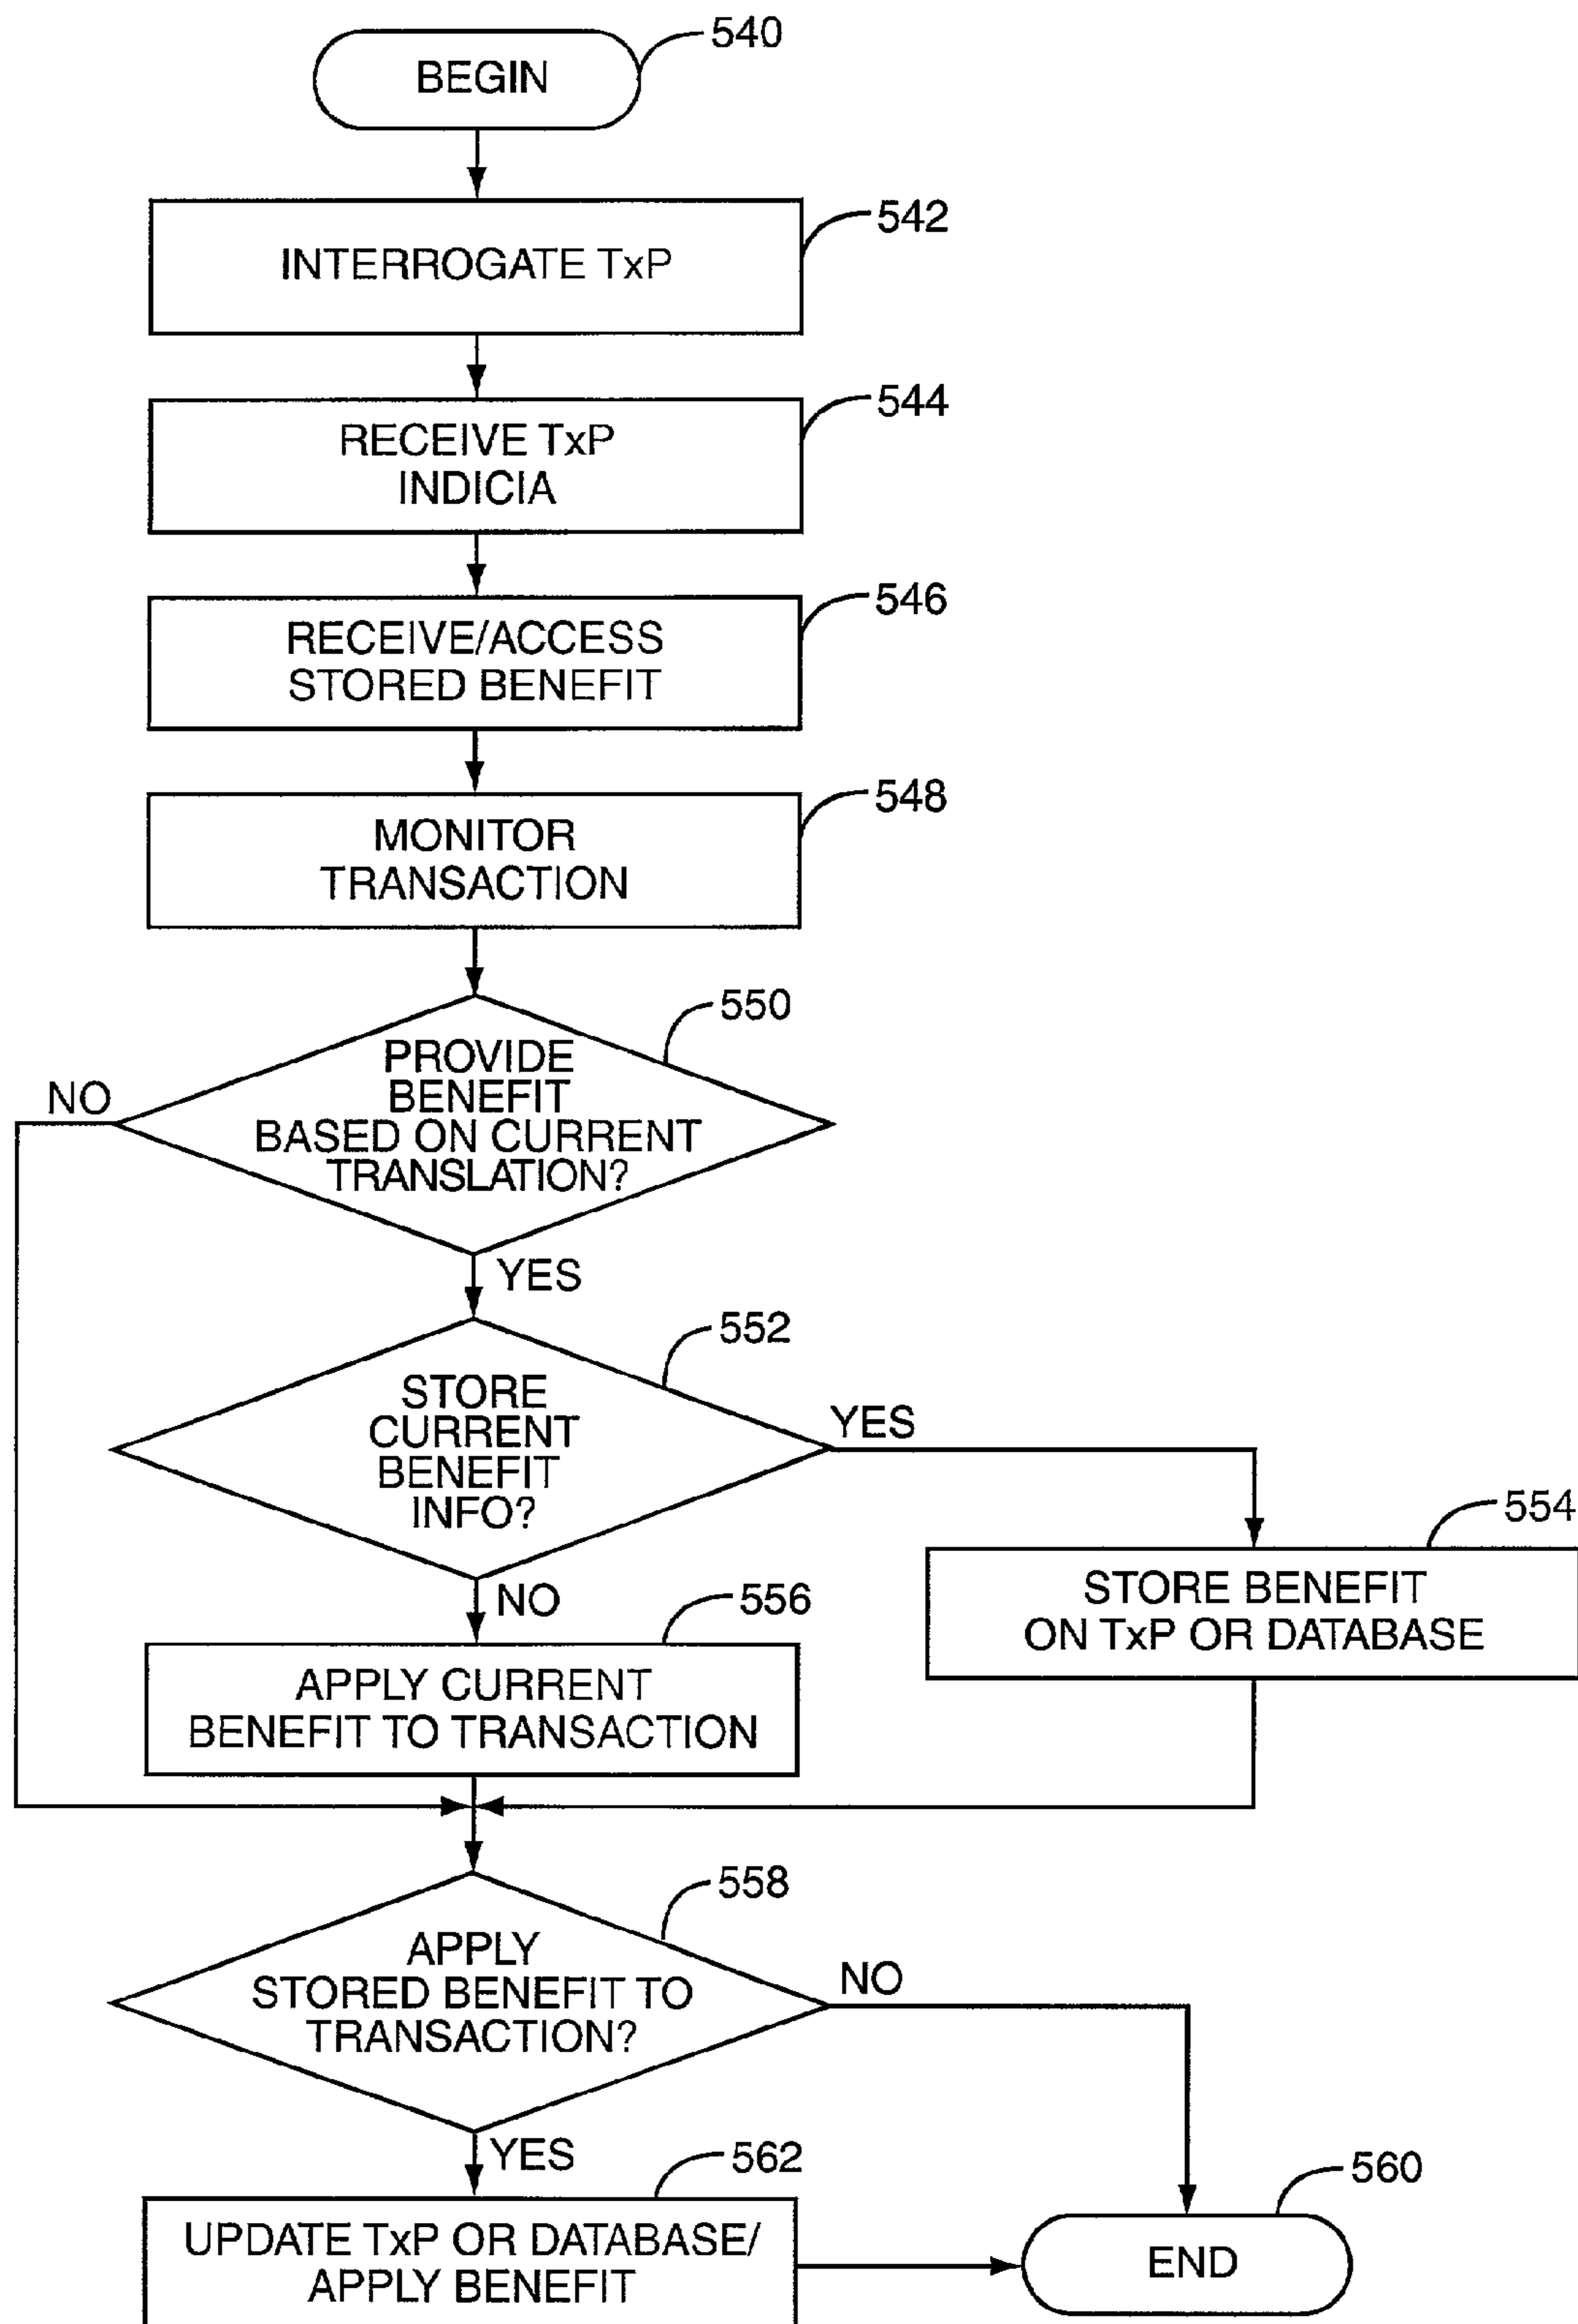 540
BEGIN
542
INTERROGATE TxP
544
RECEIVE TxP
INDICIA
546
RECEIVE/ACCESS
STORED BENEFIT
548
MONITOR
TRANSACTION
550
PROVIDE
BENEFIT
BASED ON CURRENT
TRANSLATION?
NO
YES
552
STORE
CURRENT
BENEFIT
INFO?
YES
554
STORE BENEFIT
ON TxP OR DATABASE
NO
556
APPLY CURRENT
BENEFIT TO TRANSACTION
558
APPLY
STORED BENEFIT TO
TRANSACTION?
NO
YES
562
UPDATE TxP OR DATABASE/
APPLY BENEFIT
560
END